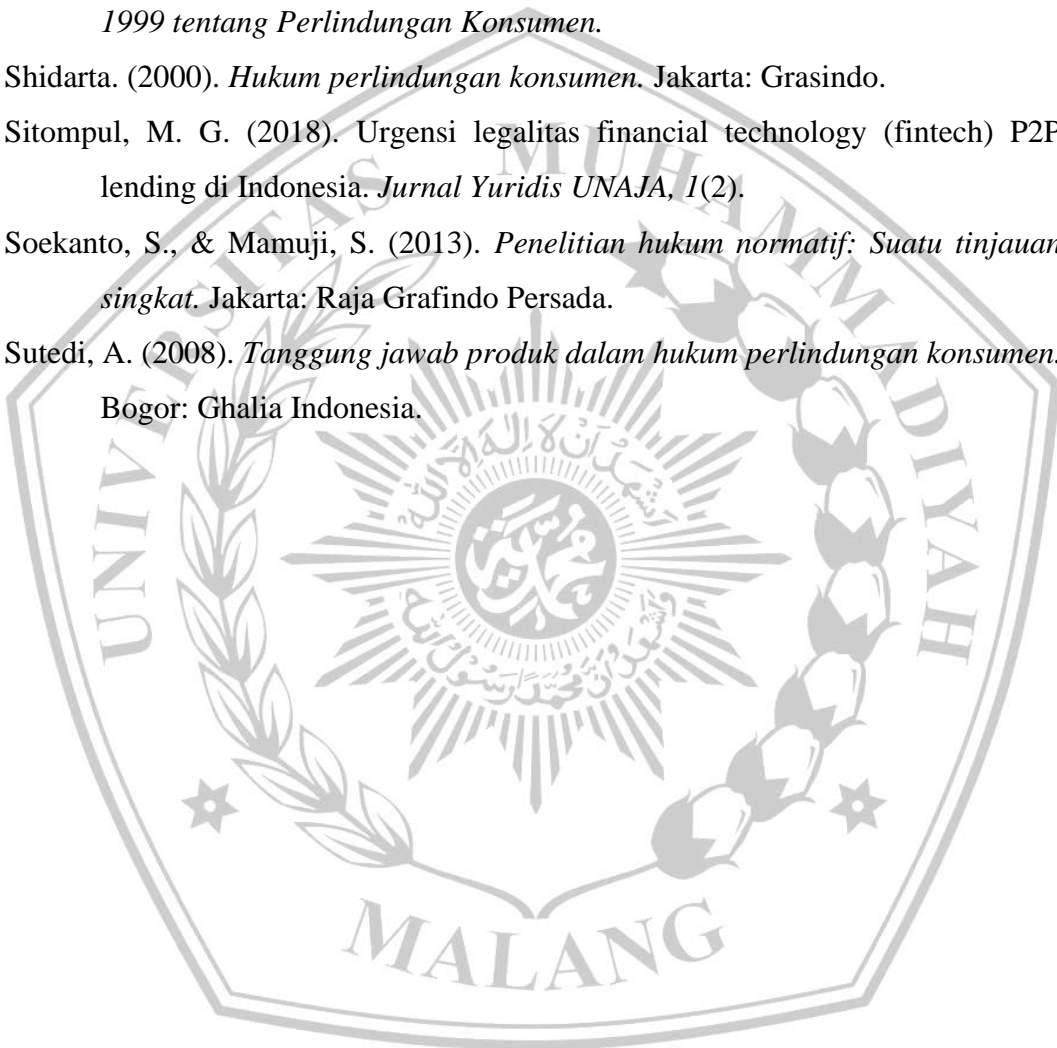 1999 tentang Perlindungan Konsumen.
Shidarta. (2000). Hukum perlindungan konsumen. Jakarta: Grasindo.
Sitompul, M. G. (2018). Urgensi legalitas financial technology (fintech) P2P
lending di Indonesia. Jurnal Yuridis UNAJA, 1(2).
Soekanto, S., & Mamuji, S. (2013). Penelitian hukum normatif: Suatu tinjauan
singkat. Jakarta: Raja Grafindo Persada.
Sutedi, A. (2008). Tanggung jawab produk dalam hukum perlindungan konsumen.
Bogor: Ghalia Indonesia.
UNIVERSITAS MUHAMMADIYAH
MALANG